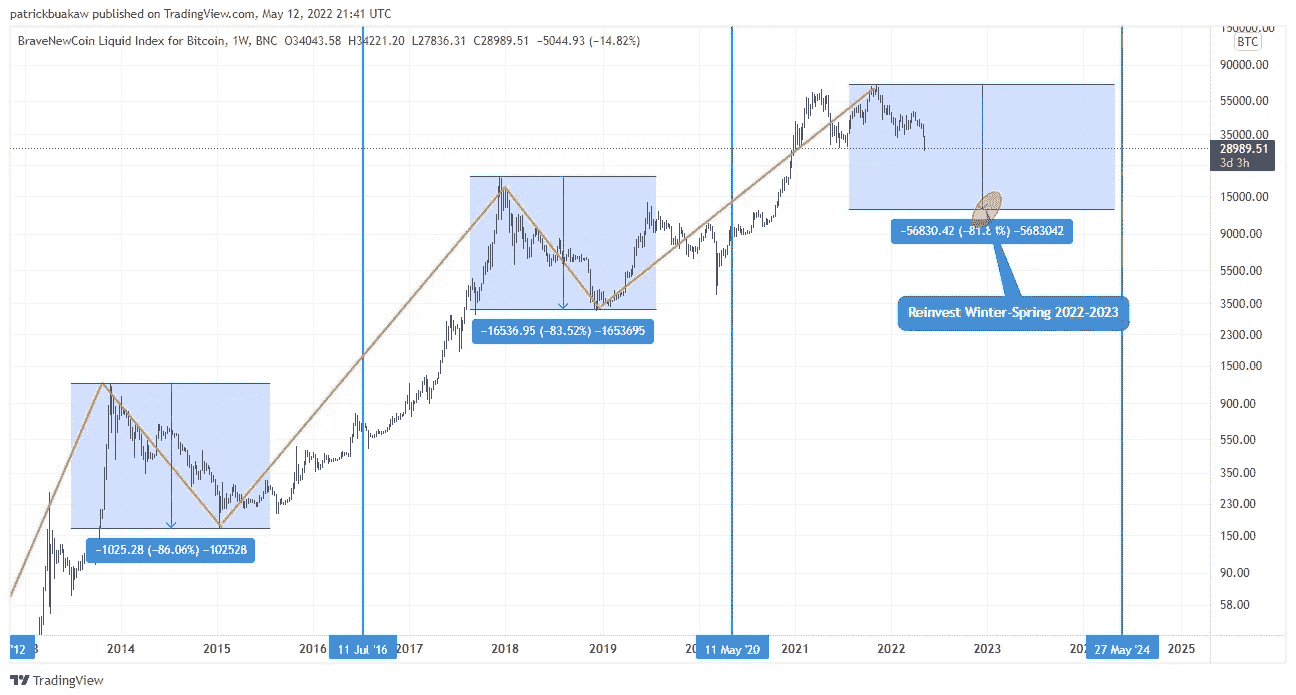 patrickbuakaw published on TradingView.com, May 12, 2022 21:41 UTC
BraveNewCoin Liquid Index for Bitcoin, 1W, BNC O34043.58 H34221.20 L27836.31 C28989.51 −5044.93 (−14.82%)
150000.00
BTC
90000.00
55000.00
35000.00
28989.51
3d 3h
15000.00
9000.00
5500.00
3500.00
2300.00
1500.00
900.00
550.00
350.00
230.00
150.00
90.00
58.00
−56830.42 (−81.84%) −5683042
Reinvest Winter-Spring 2022-2023
−16536.95 (−83.52%) −1653695
−1025.28 (−86.06%) −102528
'12 2014 2015 2016 11 Jul '16 2017 2018 2019 11 May '20 2021 2022 2023 27 May '24 2025
TradingView